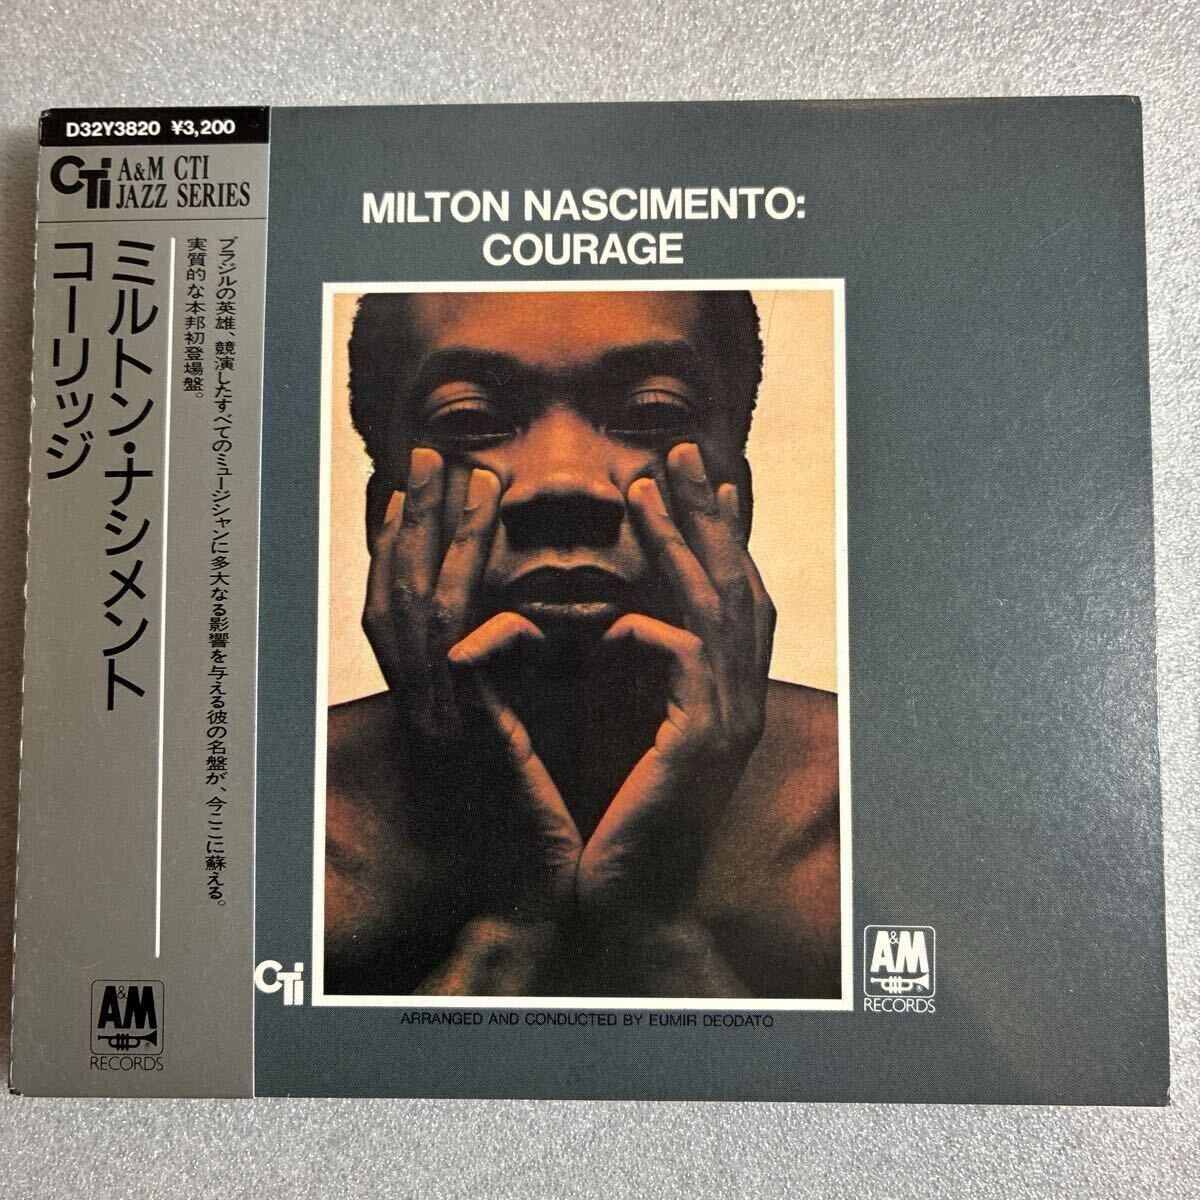 D32Y3820 ¥3,200
CTi A&M CTI
JAZZ SERIES
ミルトン・ナシメント
コーリッジ
ブラジルの英雄、競演したすべてのミュージシャンに多大なる影響を与える彼の名盤が、今ここに蘇える。
実質的な本邦初登場盤。
A&M
®
RECORDS
MILTON NASCIMENTO:
COURAGE
CTi
A&M
®
RECORDS
ARRANGED AND CONDUCTED BY EUMIR DEODATO